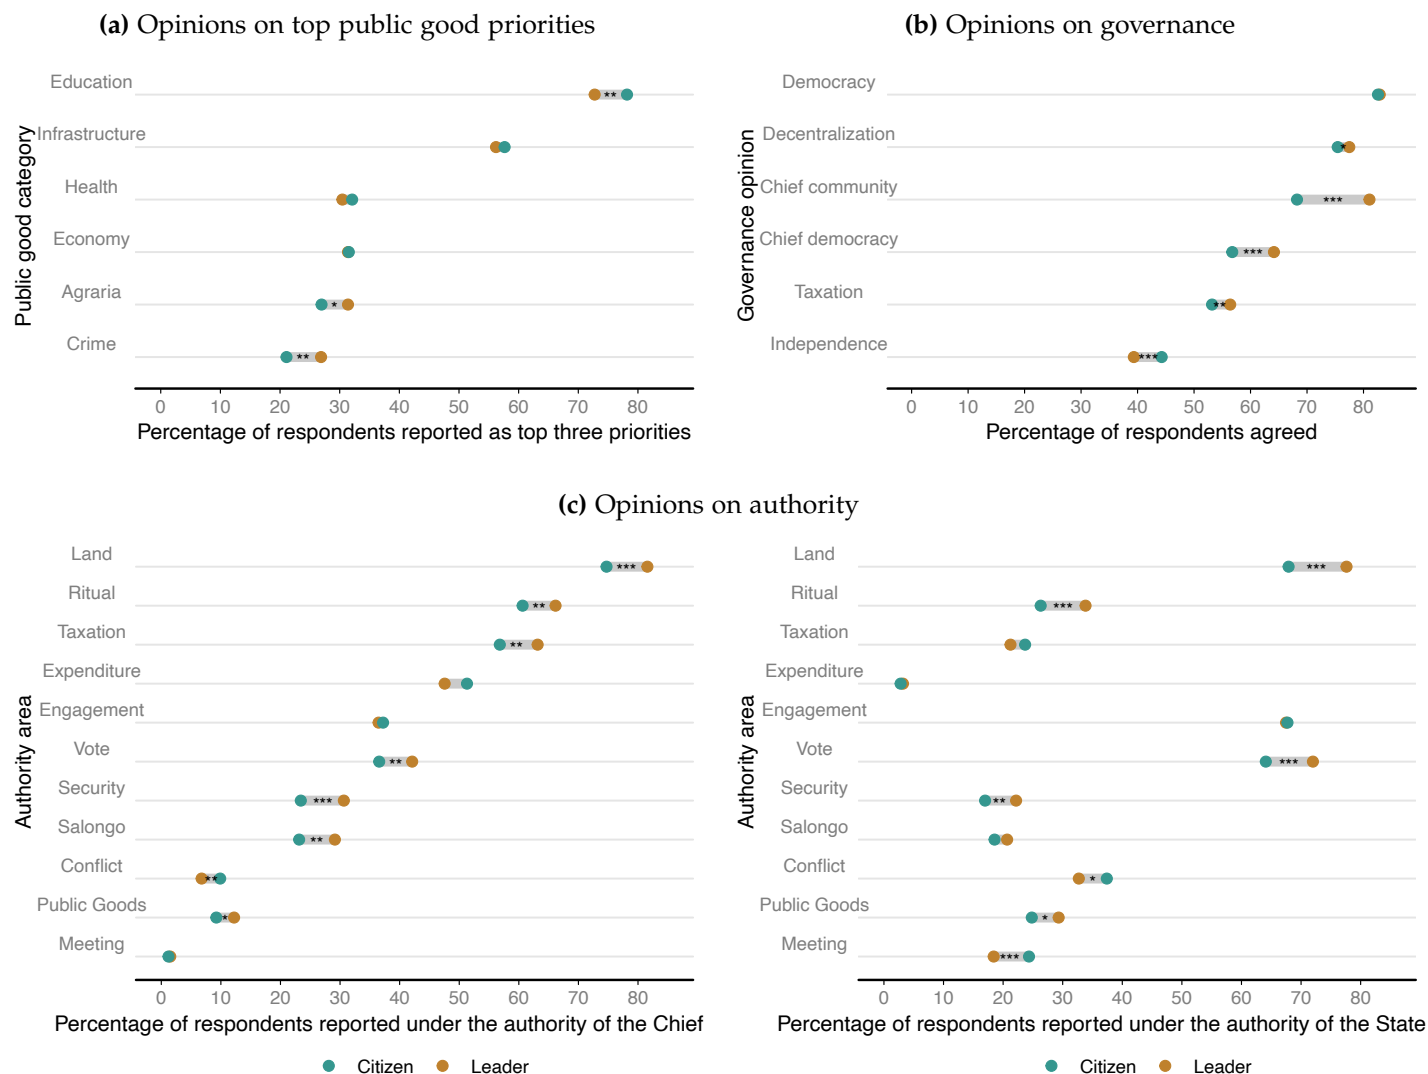 (a) Opinions on top public good priorities
Public good category
Education
**
Infrastructure
Health
Economy
Agraria
*
Crime
**
0 10 20 30 40 50 60 70 80
Percentage of respondents reported as top three priorities
(b) Opinions on governance
Governance opinion
Democracy
Decentralization
*
Chief community
***
Chief democracy
***
Taxation
**
Independence
***
0 10 20 30 40 50 60 70 80
Percentage of respondents agreed
(c) Opinions on authority
Authority area
Land
***
Ritual
**
Taxation
**
Expenditure
Engagement
Vote
**
Security
***
Salongo
**
Conflict
**
Public Goods
*
Meeting
0 10 20 30 40 50 60 70 80
Percentage of respondents reported under the authority of the Chief
Citizen Leader
Authority area
Land
***
Ritual
***
Taxation
Expenditure
Engagement
Vote
***
Security
**
Salongo
Conflict
*
Public Goods
*
Meeting
***
0 10 20 30 40 50 60 70 80
Percentage of respondents reported under the authority of the State
Citizen Leader